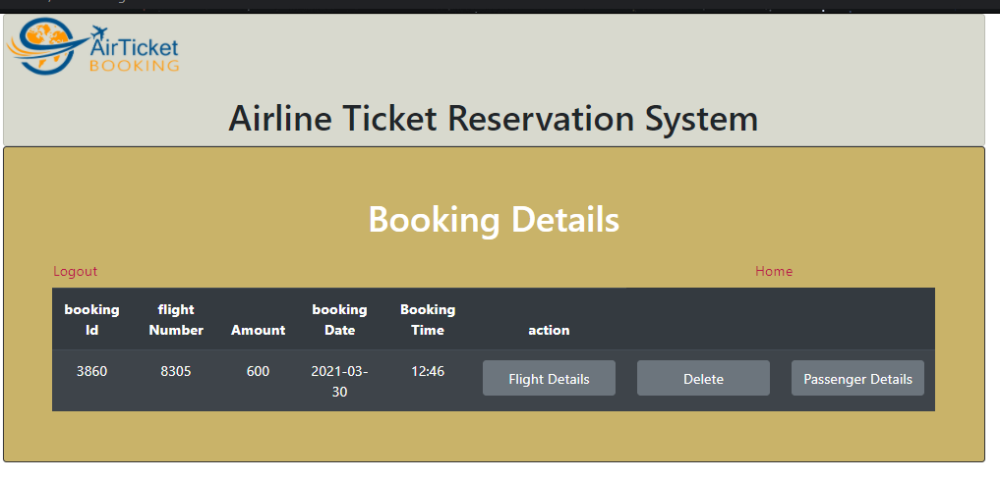 AirTicket
BOOKING
Airline Ticket Reservation System
Booking Details
Logout Home
booking flight booking Booking
Id Number Amount Date Time action
3860 8305 600 2021-03- 12:46 Flight Details Delete Passenger Details
30